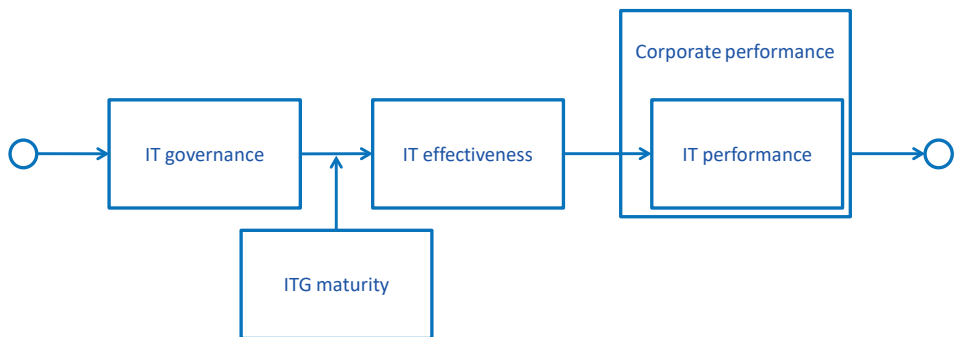 Corporate performance
IT governance
IT effectiveness
IT performance
ITG maturity